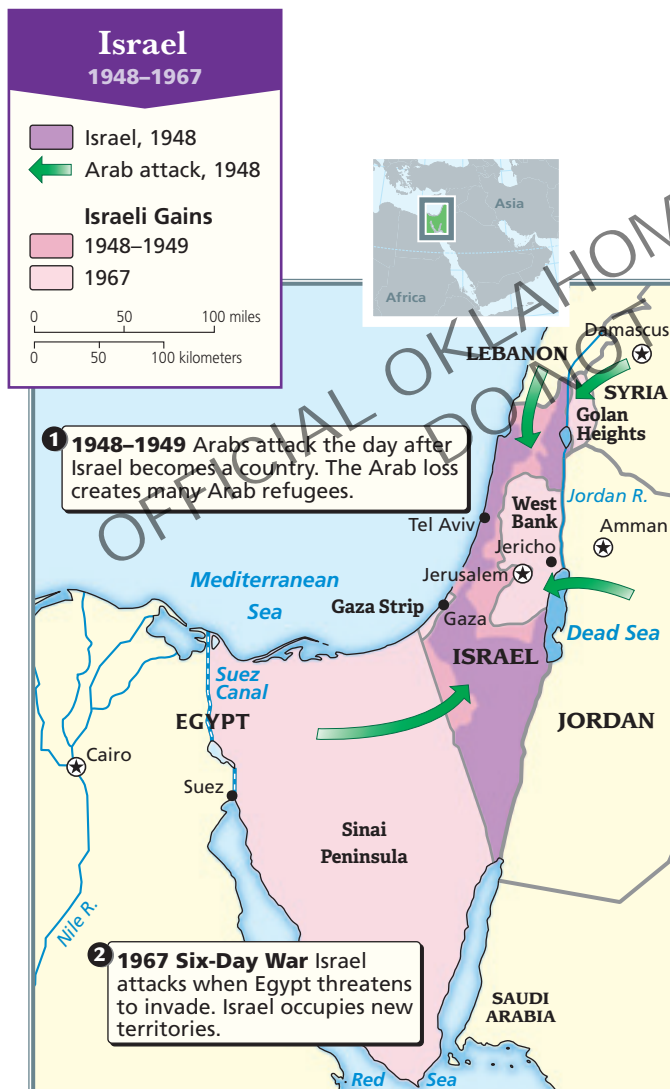 Israel
1948–1967
Israel, 1948
Arab attack, 1948
Israeli Gains
1948–1949
1967
0 50 100 miles
0 50 100 kilometers
Asia
Africa
OFFICIAL OKLAHOM
DO NOT
1 1948–1949 Arabs attack the day after
Israel becomes a country. The Arab loss
creates many Arab refugees.
LEBANON
Damascus
SYRIA
Golan
Heights
West
Bank
Jordan R.
Tel Aviv
Amman
Jericho
Jerusalem
Mediterranean
Sea
Gaza Strip
Gaza
Dead Sea
ISRAEL
Suez
Canal
EGYPT
JORDAN
Cairo
Suez
Sinai
Peninsula
Nile R.
2 1967 Six-Day War Israel
attacks when Egypt threatens
to invade. Israel occupies new
territories.
SAUDI
ARABIA
Red Sea